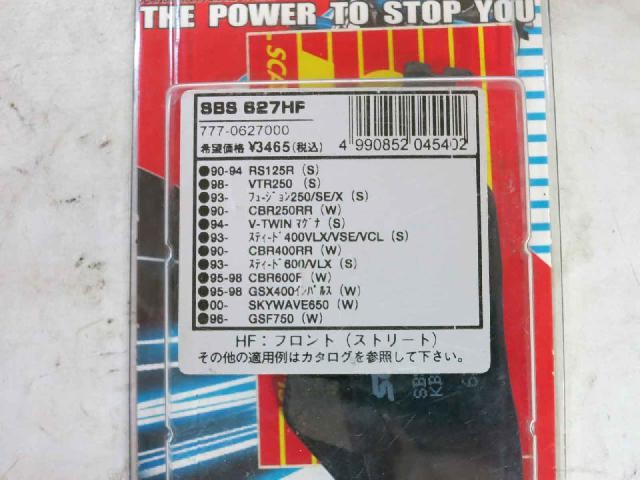 THE POWER TO STOP YOU
SCA
SBS 627HF
777-0627000
希望価格 ¥3465(税込)
4 990852 045402
●90-94 RS125R (S)
●98- VTR250 (S)
●93- フュージョン250/SE/X (S)
●90- CBR250RR (W)
●94- V-TWIN マグナ (S)
●93- スティード400VLX/VSE/VCL (S)
●90- CBR400RR (W)
●93- スティード600/VLX (S)
●95-98 CBR600F (W)
●95-98 GSX400インパルス (W)
●00- SKYWAVE650 (W)
●96- GSF750 (W)
HF：フロント（ストリート）
その他の適用例はカタログを参照して下さい。